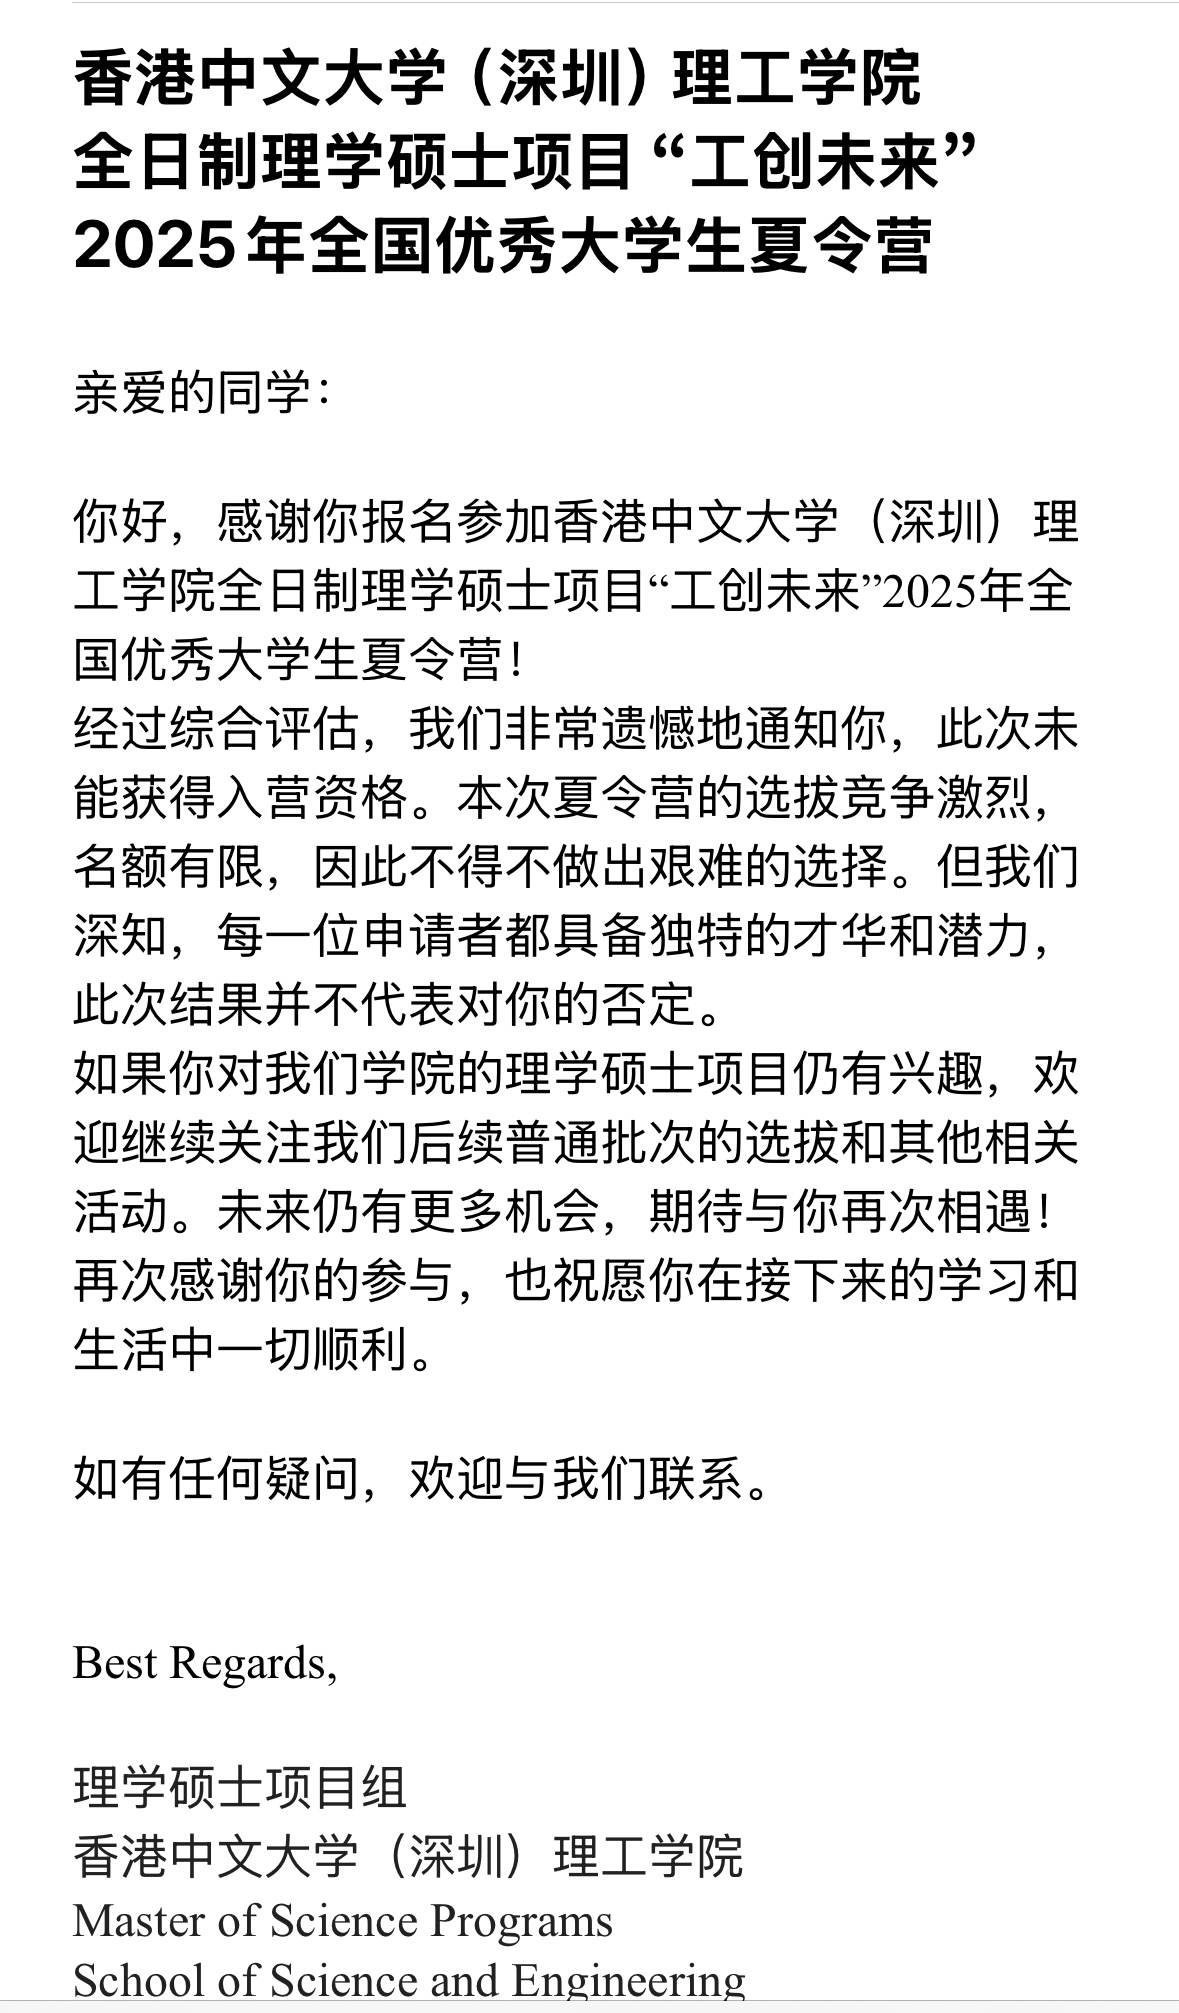 香港中文大学（深圳）理工学院
全日制理学硕士项目“工创未来”
2025年全国优秀大学生夏令营
亲爱的同学：
你好，感谢你报名参加香港中文大学（深圳）理
工学院全日制理学硕士项目“工创未来”2025年全
国优秀大学生夏令营！
经过综合评估，我们非常遗憾地通知你，此次未
能获得入营资格。本次夏令营的选拔竞争激烈，
名额有限，因此不得不做出艰难的选择。但我们
深知，每一位申请者都具备独特的才华和潜力，
此次结果并不代表对你的否定。
如果你对我们学院的理学硕士项目仍有兴趣，欢
迎继续关注我们后续普通批次的选拔和其他相关
活动。未来仍有更多机会，期待与你再次相遇！
再次感谢你的参与，也祝愿你在接下来的学习和
生活中一切顺利。
如有任何疑问，欢迎与我们联系。
Best Regards,
理学硕士项目组
香港中文大学（深圳）理工学院
Master of Science Programs
School of Science and Engineering